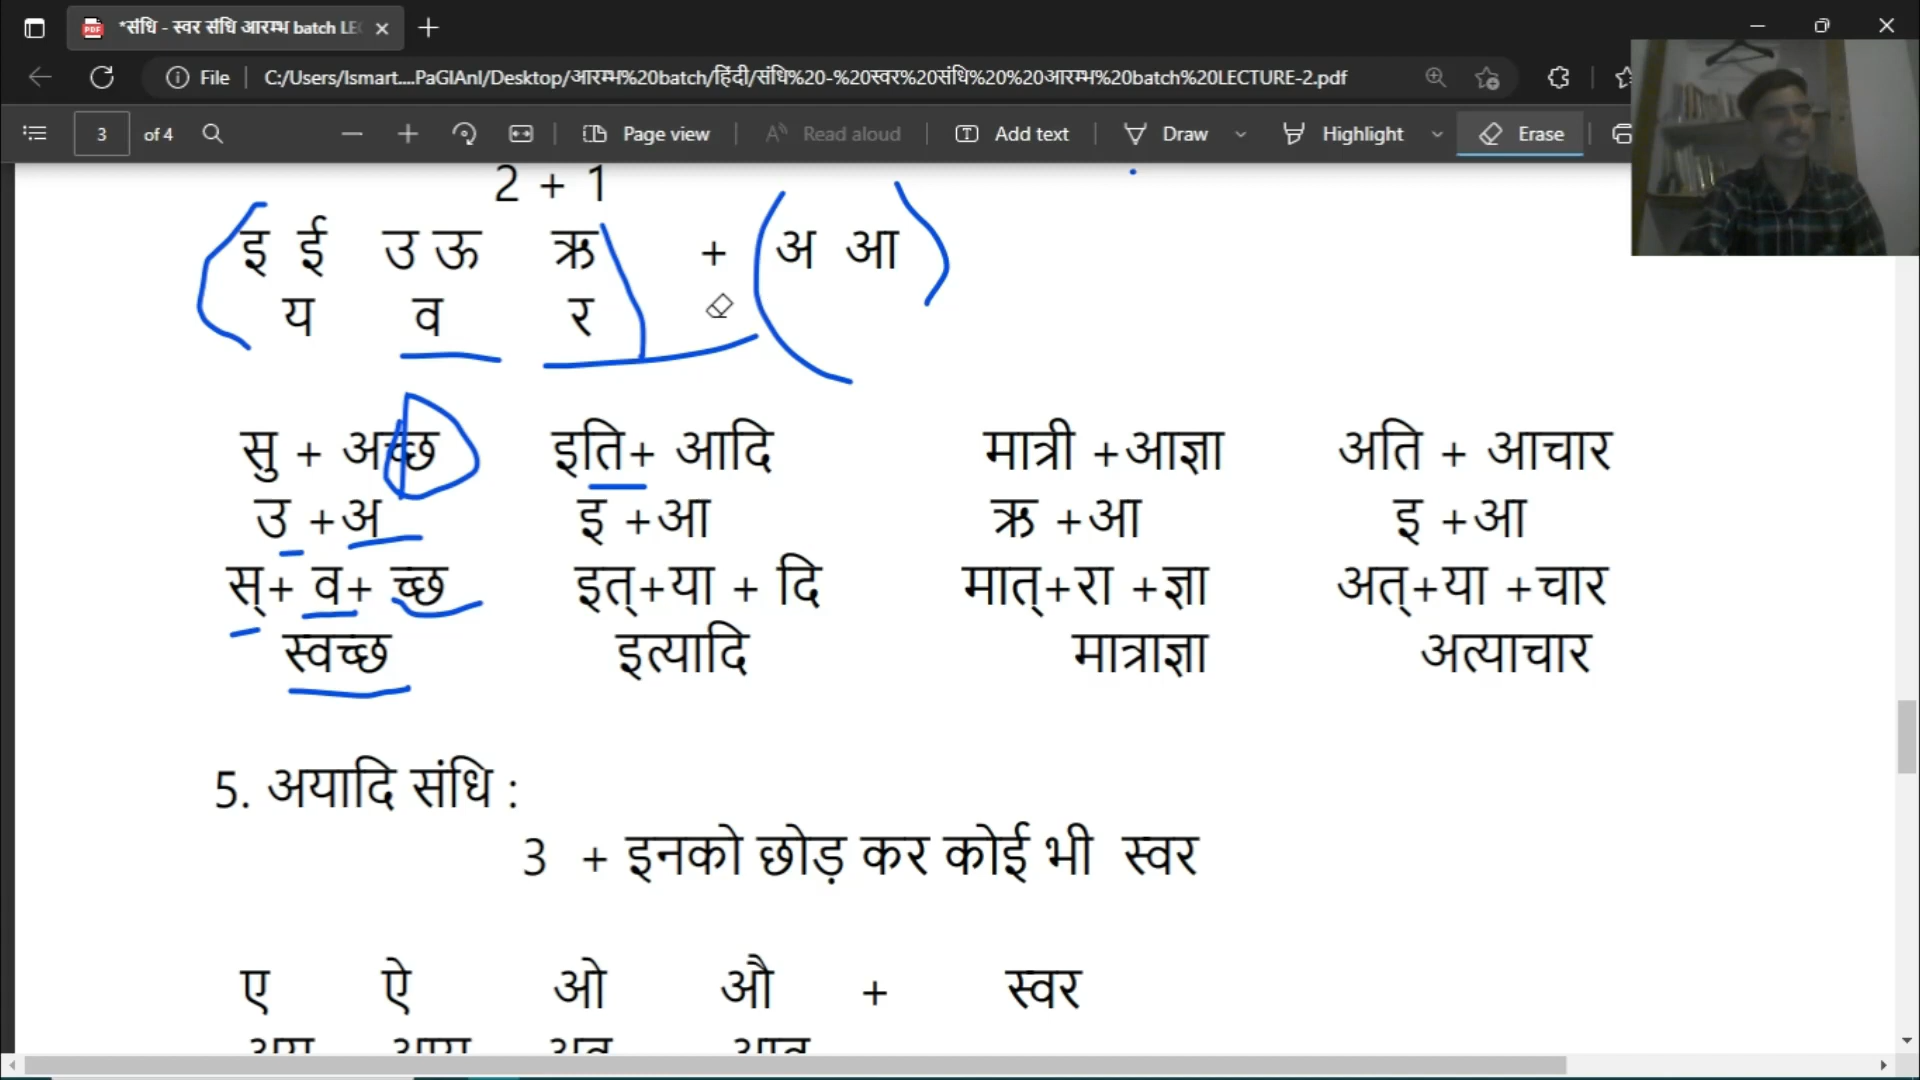 *संधि - स्वर संधि आरम्भ batch LE
File C:/Users/Ismart....PaGlAnI/Desktop/आरम्भ%20batch/हिंदी/संधि%20-%20स्वर%20संधि%20%20आरम्भ%20batch%20LECTURE-2.pdf
3 of 4 Page view Read aloud Add text Draw Highlight Erase
2 + 1
इ ई उ ऊ ऋ + अ आ
य व र
सु + अच्छ इति+ आदि मात्री +आज्ञा अति + आचार
उ +अ इ +आ ऋ +आ इ +आ
स्+ व+ च्छ इत्+या + दि मात्+रा +ज्ञा अत्+या +चार
स्वच्छ इत्यादि मात्राज्ञा अत्याचार
5. अयादि संधि :
3 + इनको छोड़ कर कोई भी स्वर
ए ऐ ओ औ + स्वर